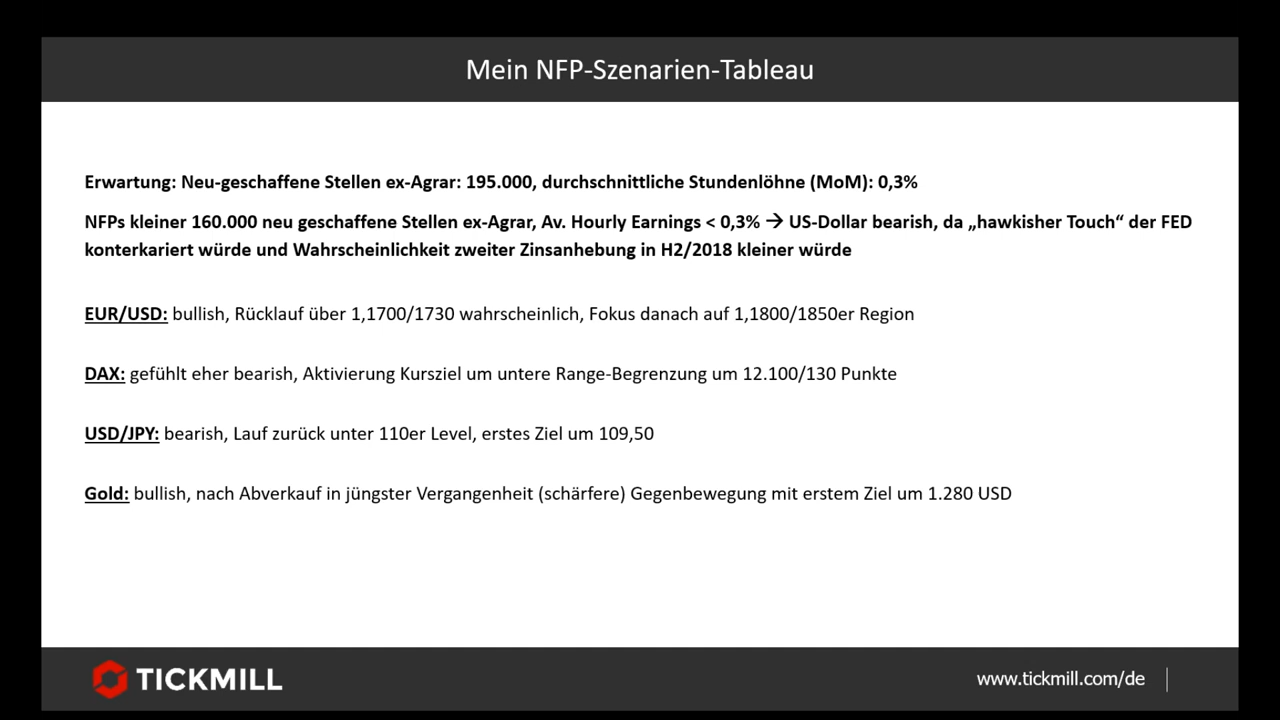 Mein NFP-Szenarien-Tableau
Erwartung: Neu-geschaffene Stellen ex-Agrar: 195.000, durchschnittliche Stundenlöhne (MoM): 0,3%
NFPs kleiner 160.000 neu geschaffene Stellen ex-Agrar, Av. Hourly Earnings < 0,3% → US-Dollar bearish, da „hawkisher Touch“ der FED
konterkariert würde und Wahrscheinlichkeit zweiter Zinsanhebung in H2/2018 kleiner würde
EUR/USD: bullish, Rücklauf über 1,1700/1730 wahrscheinlich, Fokus danach auf 1,1800/1850er Region
DAX: gefühlt eher bearish, Aktivierung Kursziel um untere Range-Begrenzung um 12.100/130 Punkte
USD/JPY: bearish, Lauf zurück unter 110er Level, erstes Ziel um 109,50
Gold: bullish, nach Abverkauf in jüngster Vergangenheit (schärfere) Gegenbewegung mit erstem Ziel um 1.280 USD
TICKMILL
www.tickmill.com/de